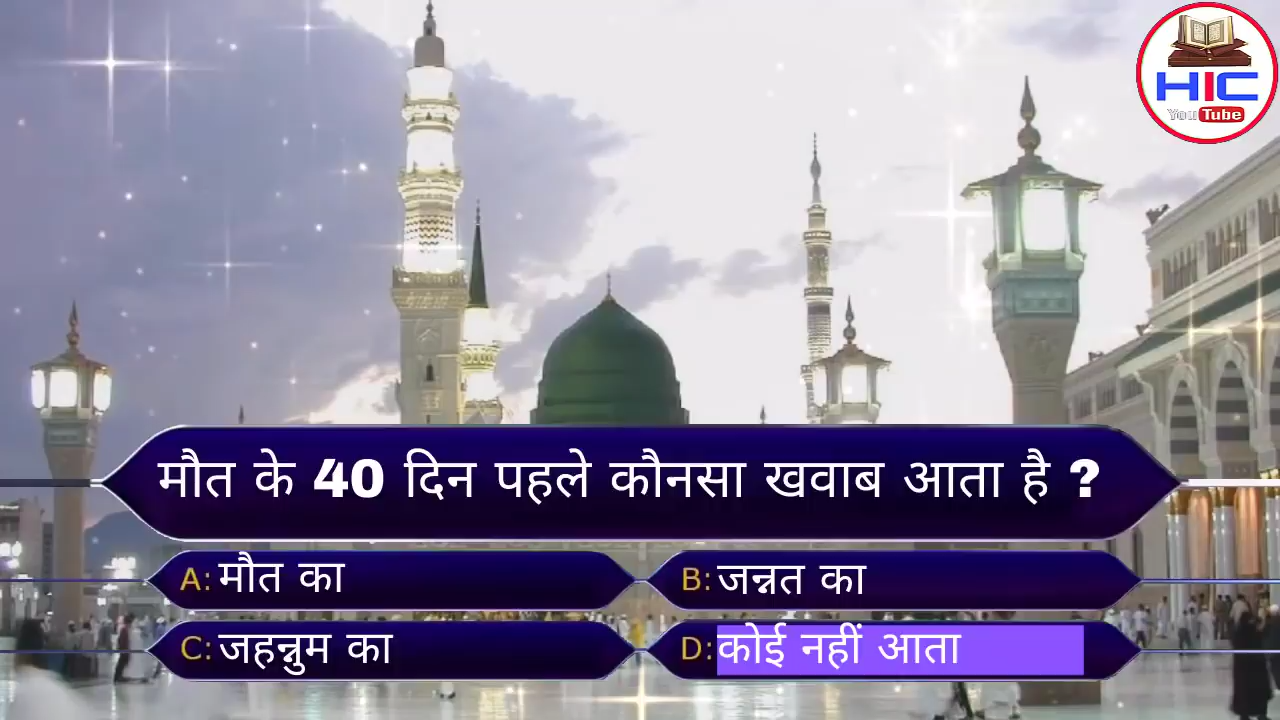 HIC
YouTube
मौत के 40 दिन पहले कौनसा खवाब आता है ?
A: मौत का
B: जन्नत का
C: जहन्नुम का
D: कोई नहीं आता